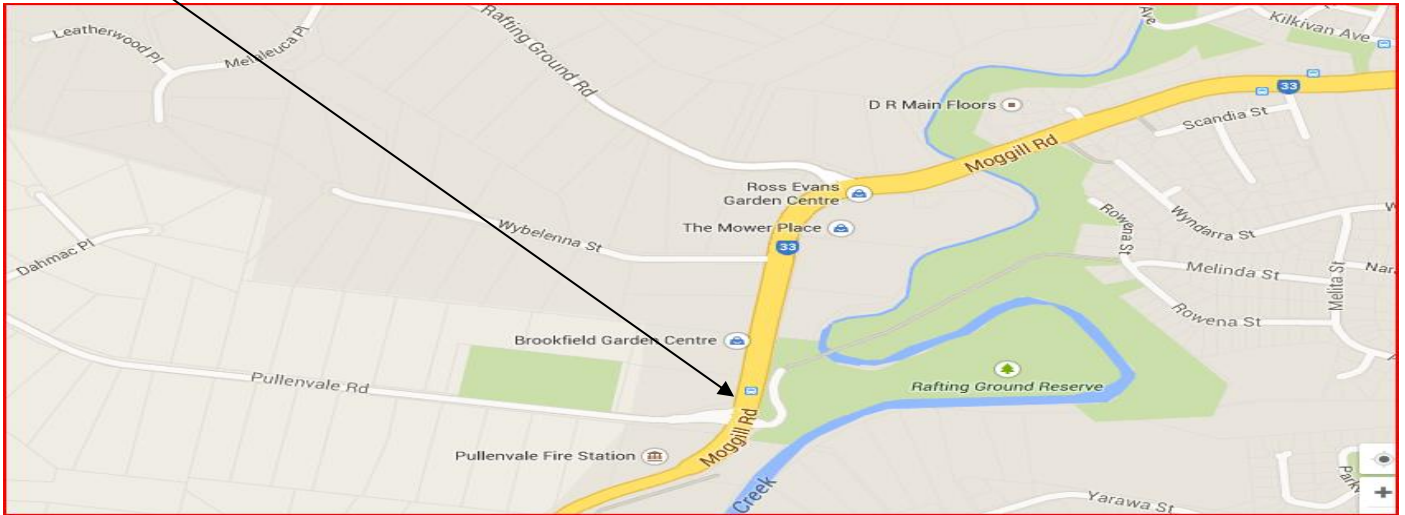 Ave
Kilkivan Ave
Rafting Ground Rd
Leatherwood Pl
Melaleuca Pl
33
D R Main Floors
Scandia St
Moggill Rd
Ross Evans
Garden Centre
The Mower Place
33
Rowena St
Wyndarra St
Wybelenna St
Dahmac Pl
Melinda St
Melita St
Rowena St
Brookfield Garden Centre
Rafting Ground Reserve
Pullenvale Rd
Moggill Rd
Pullenvale Fire Station
Creek
Yarawa St